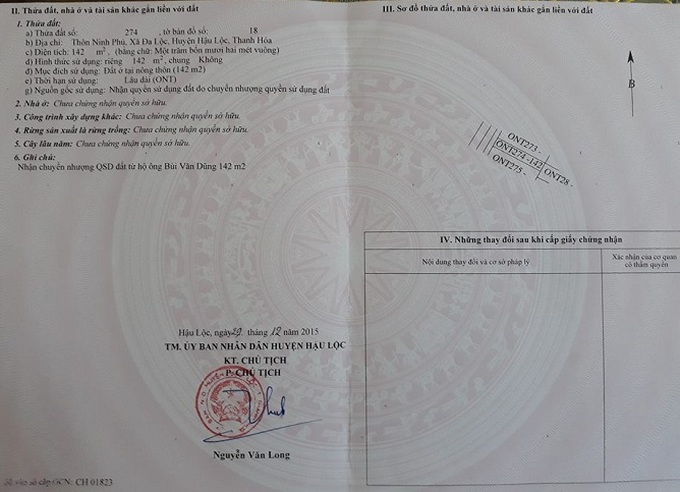 II. Thửa đất, nhà ở và tài sản khác gắn liền với đất
1. Thửa đất:
a) Thửa đất số: 274 , tờ bản đồ số: 18
b) Địa chỉ: Thôn Ninh Phú, Xã Đa Lộc, Huyện Hậu Lộc, Thanh Hóa
c) Diện tích: 142 m², (bằng chữ: Một trăm bốn mươi hai mét vuông)
d) Hình thức sử dụng: riêng 142 m², chung Không
đ) Mục đích sử dụng: Đất ở tại nông thôn (142 m2)
e) Thời hạn sử dụng: Lâu dài (ONT)
g) Nguồn gốc sử dụng: Nhận quyền sử dụng đất do chuyển nhượng quyền sử dụng đất
2. Nhà ở: Chưa chứng nhận quyền sở hữu.
3. Công trình xây dựng khác: Chưa chứng nhận quyền sở hữu.
4. Rừng sản xuất là rừng trồng: Chưa chứng nhận quyền sở hữu.
5. Cây lâu năm: Chưa chứng nhận quyền sở hữu.
6. Ghi chú:
Nhận chuyển nhượng QSD đất từ hộ ông Bùi Văn Dũng 142 m2
Hậu Lộc, ngày 29 tháng 12 năm 2015
TM. ỦY BAN NHÂN DÂN HUYỆN HẬU LỘC
KT. CHỦ TỊCH
P. CHỦ TỊCH
Nguyễn Văn Long
Số vào sổ cấp GCN: CH 01823
III. Sơ đồ thửa đất, nhà ở và tài sản khác gắn liền với đất
B
ONT273 -
ONT274 -142
ONT28 -
ONT275 -
IV. Những thay đổi sau khi cấp giấy chứng nhận
Nội dung thay đổi và cơ sở pháp lý
Xác nhận của cơ quan
có thẩm quyền